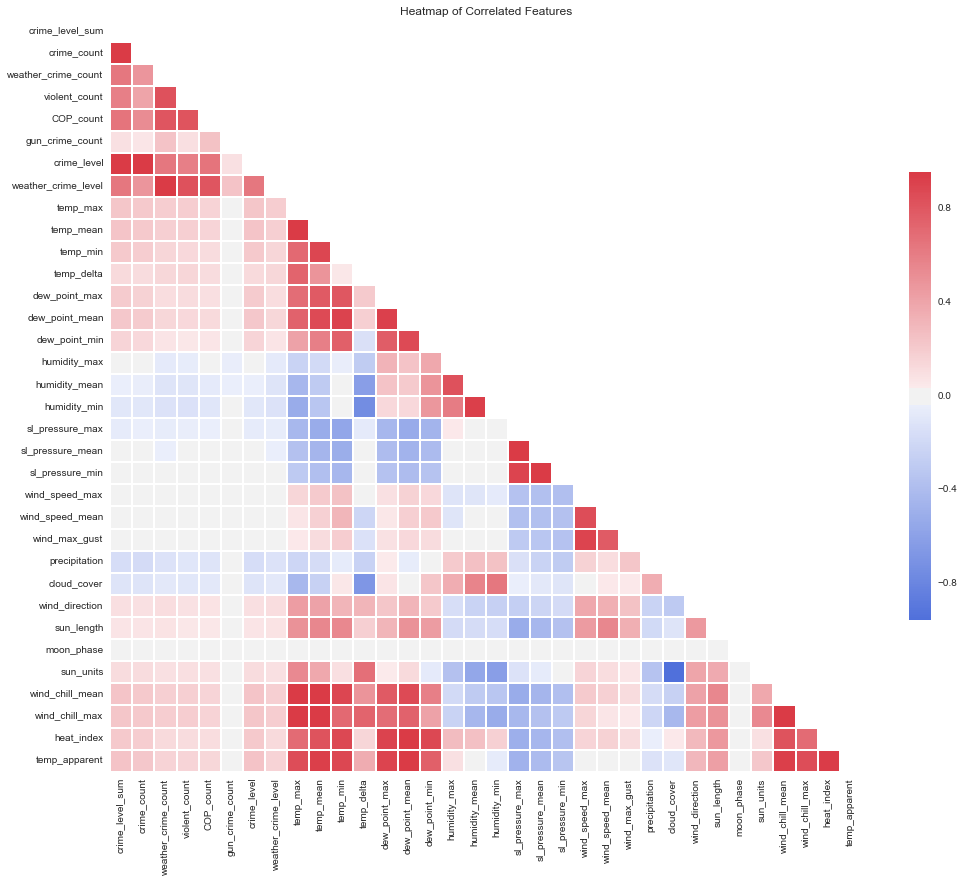 Heatmap of Correlated Features
crime_level_sum
crime_count
weather_crime_count
violent_count
COP_count
gun_crime_count
crime_level
weather_crime_level
temp_max
temp_mean
temp_min
temp_delta
dew_point_max
dew_point_mean
dew_point_min
humidity_max
humidity_mean
humidity_min
sl_pressure_max
sl_pressure_mean
sl_pressure_min
wind_speed_max
wind_speed_mean
wind_max_gust
precipitation
cloud_cover
wind_direction
sun_length
moon_phase
sun_units
wind_chill_mean
wind_chill_max
heat_index
temp_apparent
crime_level_sum
crime_count
weather_crime_count
violent_count
COP_count
gun_crime_count
crime_level
weather_crime_level
temp_max
temp_mean
temp_min
temp_delta
dew_point_max
dew_point_mean
dew_point_min
humidity_max
humidity_mean
humidity_min
sl_pressure_max
sl_pressure_mean
sl_pressure_min
wind_speed_max
wind_speed_mean
wind_max_gust
precipitation
cloud_cover
wind_direction
sun_length
moon_phase
sun_units
wind_chill_mean
wind_chill_max
heat_index
temp_apparent
0.8
0.4
0.0
−0.4
−0.8